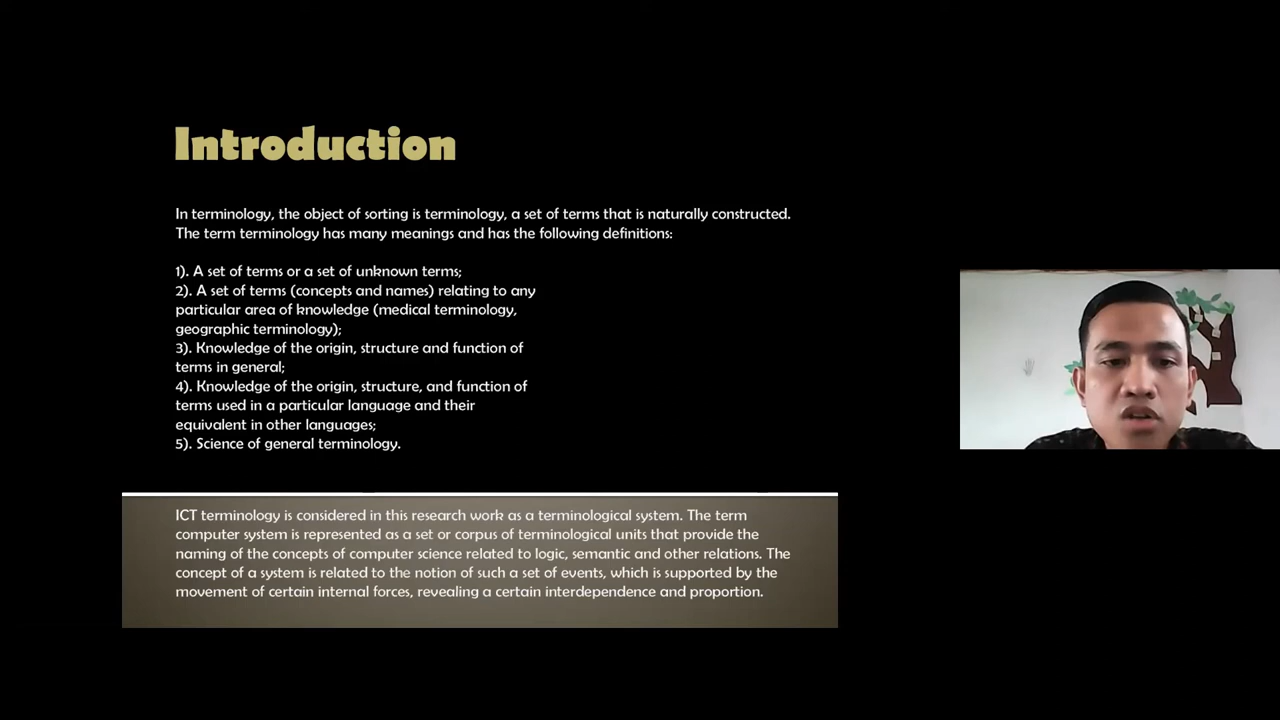 Introduction
In terminology, the object of sorting is terminology, a set of terms that is naturally constructed.
The term terminology has many meanings and has the following definitions:
1). A set of terms or a set of unknown terms;
2). A set of terms (concepts and names) relating to any
particular area of knowledge (medical terminology,
geographic terminology);
3). Knowledge of the origin, structure and function of
terms in general;
4). Knowledge of the origin, structure, and function of
terms used in a particular language and their
equivalent in other languages;
5). Science of general terminology.
ICT terminology is considered in this research work as a terminological system. The term
computer system is represented as a set or corpus of terminological units that provide the
naming of the concepts of computer science related to logic, semantic and other relations. The
concept of a system is related to the notion of such a set of events, which is supported by the
movement of certain internal forces, revealing a certain interdependence and proportion.